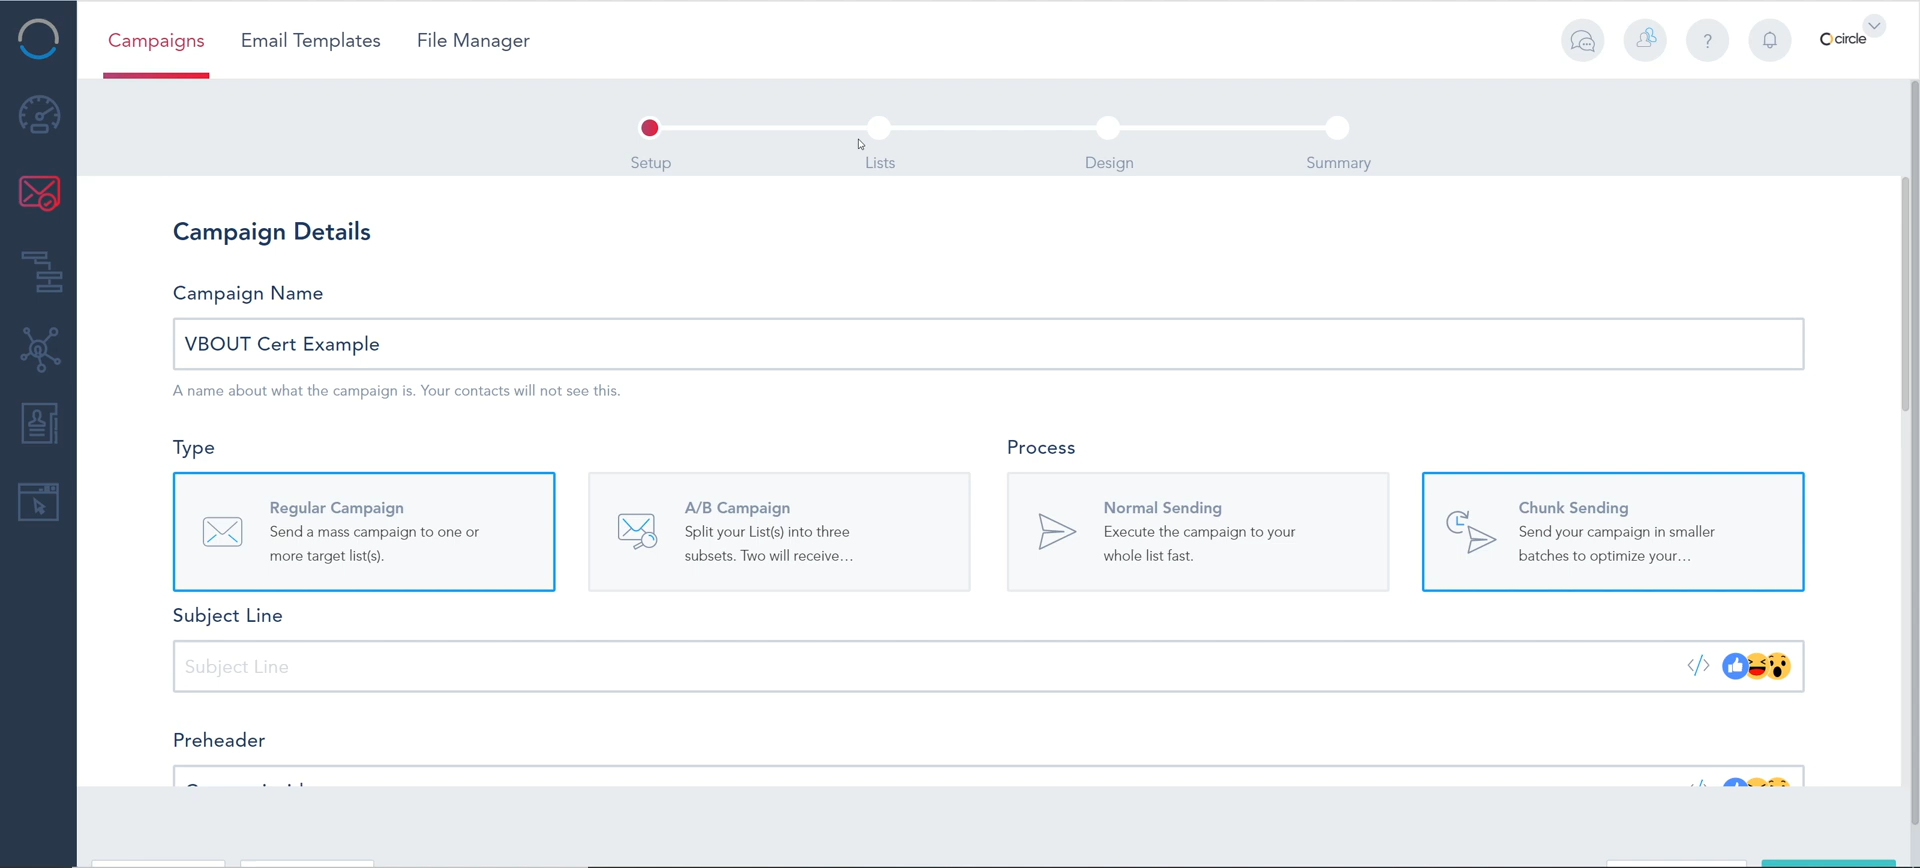 Campaigns
Email Templates
File Manager
?
circle
Setup
Lists
Design
Summary
Campaign Details
Campaign Name
VBOUT Cert Example
A name about what the campaign is. Your contacts will not see this.
Type
Process
Regular Campaign
Send a mass campaign to one or
more target list(s).
A/B Campaign
Split your List(s) into three
subsets. Two will receive...
Normal Sending
Execute the campaign to your
whole list fast.
Chunk Sending
Send your campaign in smaller
batches to optimize your...
Subject Line
Subject Line
</>
Preheader